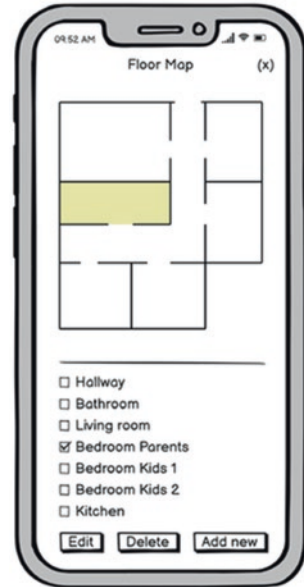 09:52 AM
Floor Map (x)
Hallway
Bathroom
Living room
Bedroom Parents
Bedroom Kids 1
Bedroom Kids 2
Kitchen
Edit Delete Add new